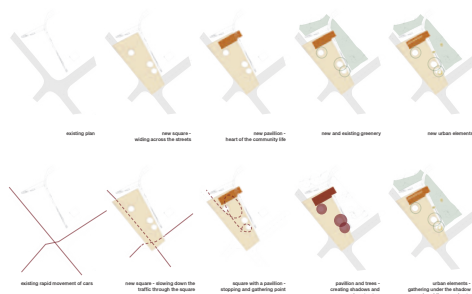 existing plan
new square -
widing across the streets
new pavilion -
heart of the community life
new and existing greenery
new urban elements
existing rapid movement of cars
new square - slowing down the
traffic through the square
square with a pavilion -
stopping and gathering point
pavilion and trees -
creating shadows and
urban elements -
gathering under the shadow